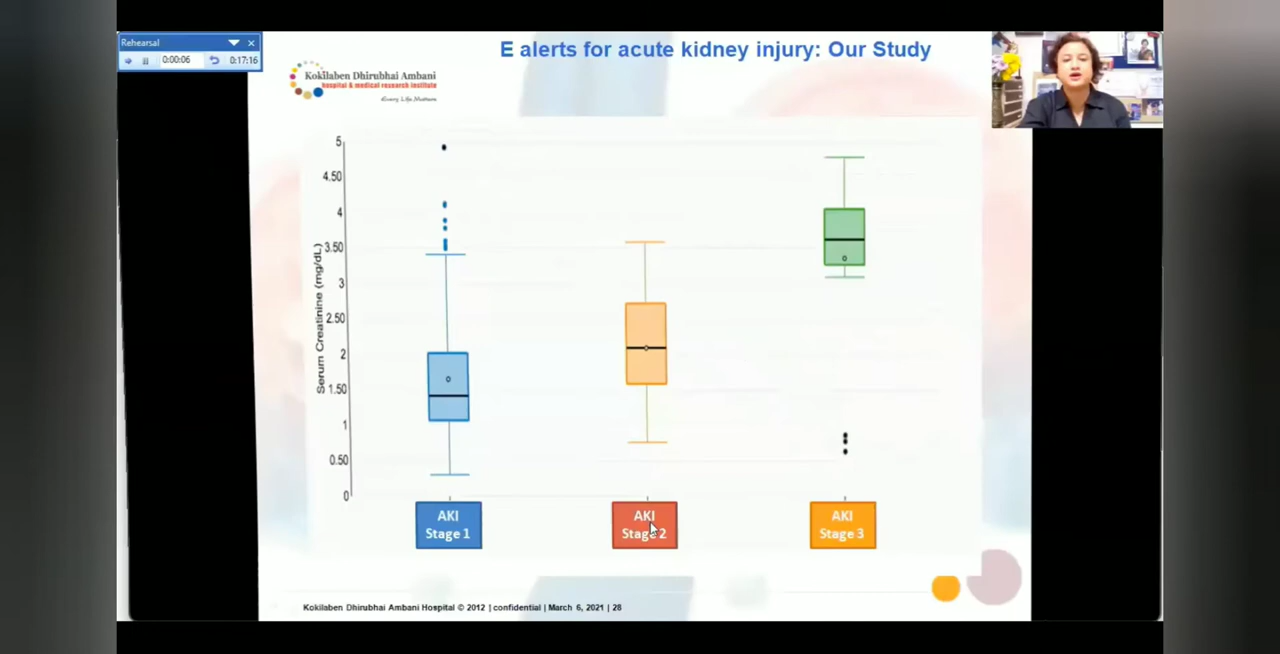 Rehearsal
0:00:06
0:17:16
E alerts for acute kidney injury: Our Study
Kokilaben Dhirubhai Ambani
hospital & medical research institute
Every Life Matters
Serum Creatinine (mg/dL)
5
4.50
4
3.50
3
2.50
2
1.50
1
0.50
0
AKI
Stage 1
AKI
Stage 2
AKI
Stage 3
Kokilaben Dhirubhai Ambani Hospital © 2012 | confidential | March 6, 2021 | 28